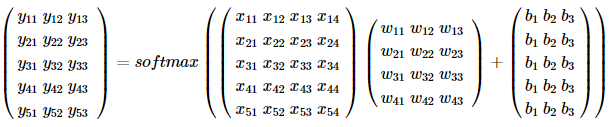 y11 y12 y13 x11 x12 x13 x14 b1 b2 b3
y21 y22 y23 x21 x22 x23 x24 w11 w12 w13 b1 b2 b3
y31 y32 y33 = softmax x31 x32 x33 x34 w21 w22 w23 + b1 b2 b3
y41 y42 y43 x41 x42 x43 x44 w31 w32 w33 b1 b2 b3
y51 y52 y53 x51 x52 x53 x54 w41 w42 w43 b1 b2 b3